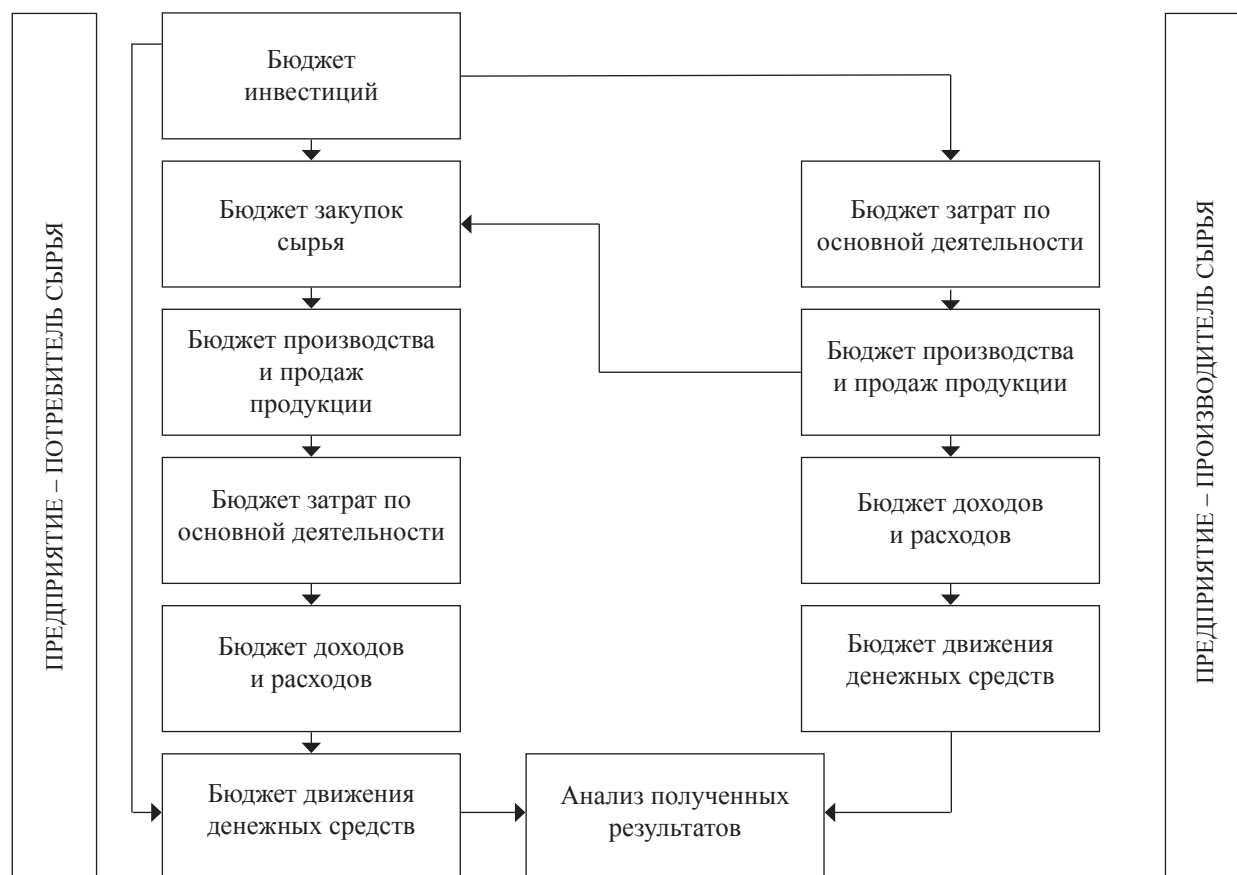 ПРЕДПРИЯТИЕ – ПОТРЕБИТЕЛЬ СЫРЬЯ
Бюджет
инвестиций
Бюджет закупок
сырья
Бюджет производства
и продаж
продукции
Бюджет затрат по
основной деятельности
Бюджет доходов
и расходов
Бюджет движения
денежных средств
Анализ полученных
результатов
Бюджет затрат по
основной деятельности
Бюджет производства
и продаж продукции
Бюджет доходов
и расходов
Бюджет движения
денежных средств
ПРЕДПРИЯТИЕ – ПРОИЗВОДИТЕЛЬ СЫРЬЯ